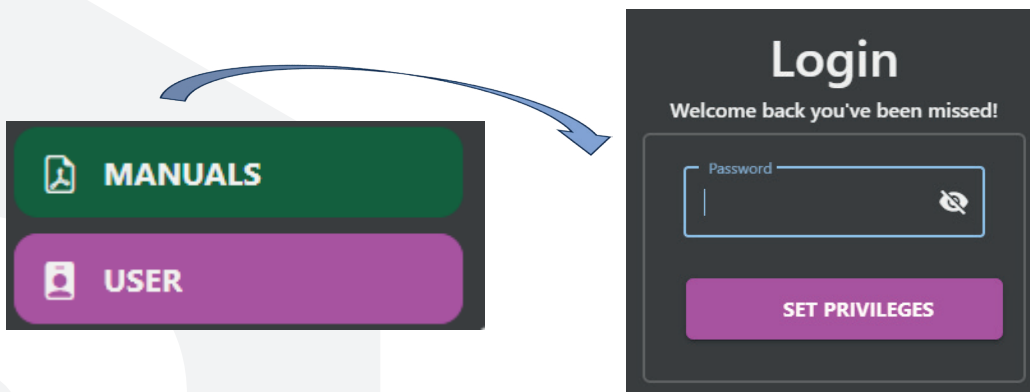 MANUALS
USER
Login
Welcome back you've been missed!
Password
SET PRIVILEGES